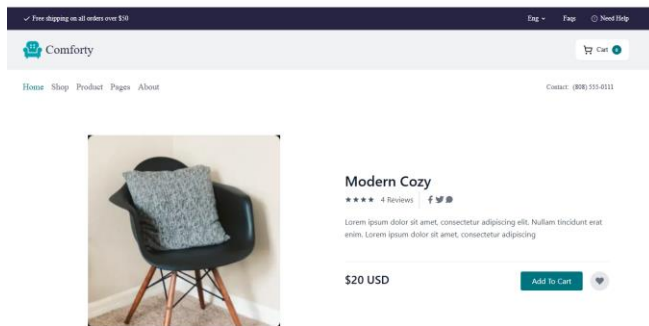 Free shipping on all orders over $50
Eng
Faqs
Need Help
Comforty
Cart
Home Shop Product Pages About
Contact: (808) 555-0111
Modern Cozy
4 Reviews
Lorem ipsum dolor sit amet, consectetur adipiscing elit. Nullam tincidunt erat
enim. Lorem ipsum dolor sit amet, consectetur adipiscing
$20 USD
Add To Cart